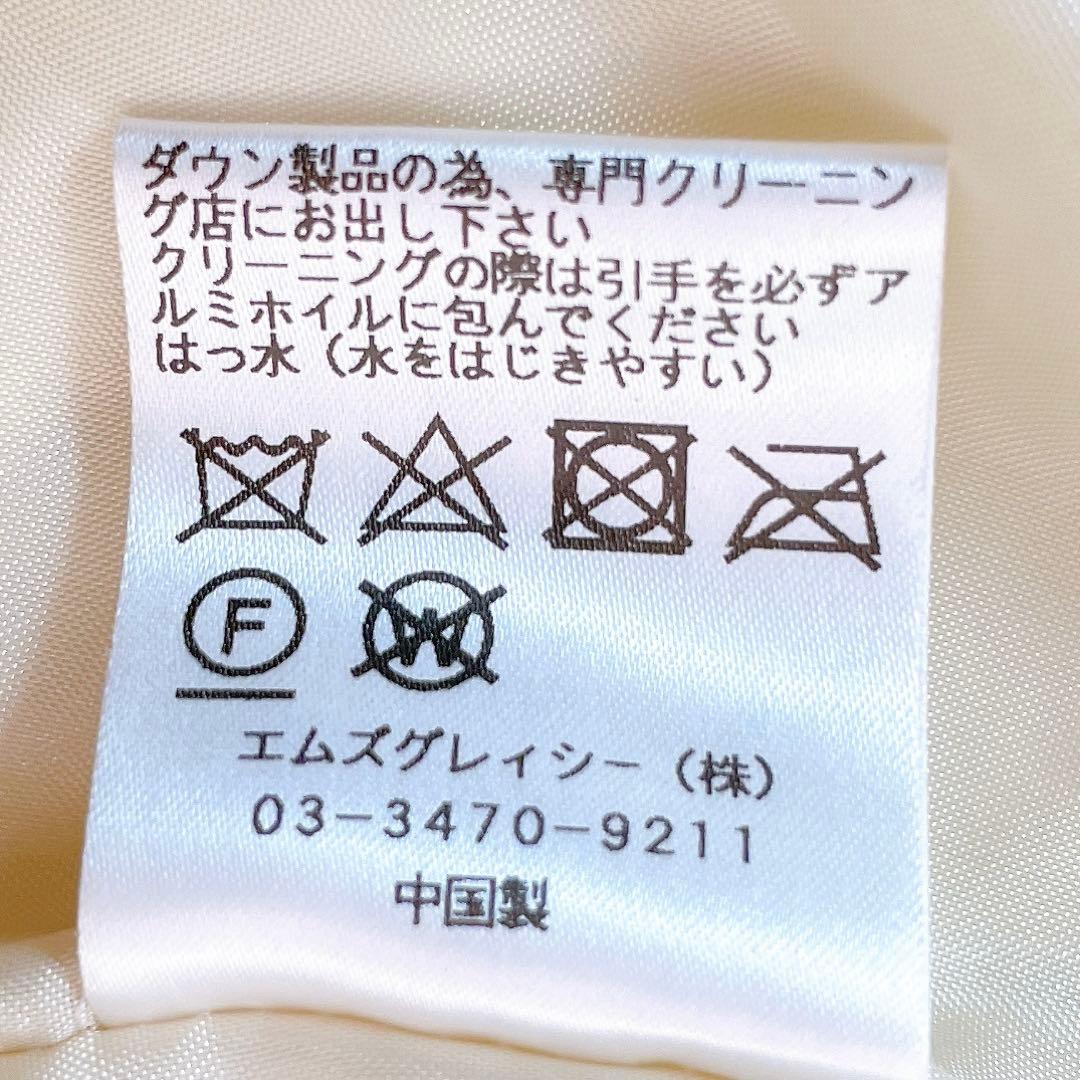 ダウン製品の為、専門クリーニン
グ店にお出し下さい
クリーニングの際は引手を必ずア
ルミホイルに包んでください
はっ水（水をはじきやすい）
F
W
エムズグレイシー（株）
03-3470-9211
中国製